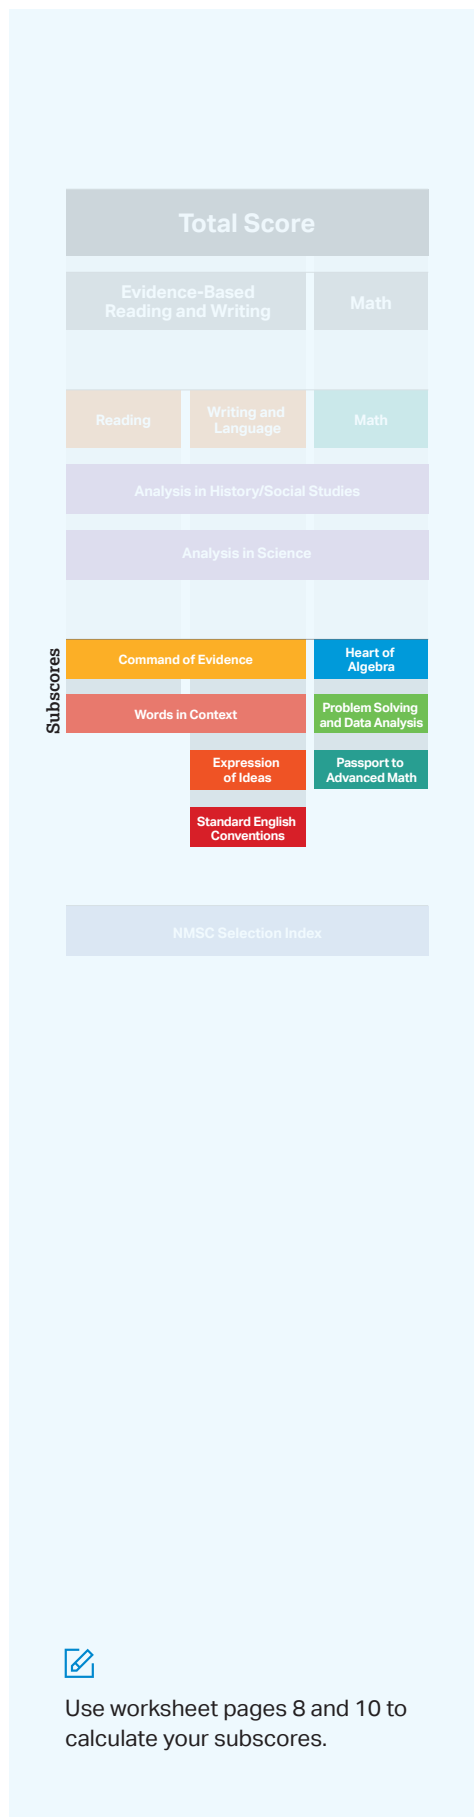 Total Score
Evidence-Based
Reading and Writing
Math
Reading
Writing and
Language
Math
Analysis in History/Social Studies
Analysis in Science
Subscores
Command of Evidence
Heart of
Algebra
Words in Context
Problem Solving
and Data Analysis
Expression
of Ideas
Passport to
Advanced Math
Standard English
Conventions
NMSC Selection Index
Use worksheet pages 8 and 10 to
calculate your subscores.